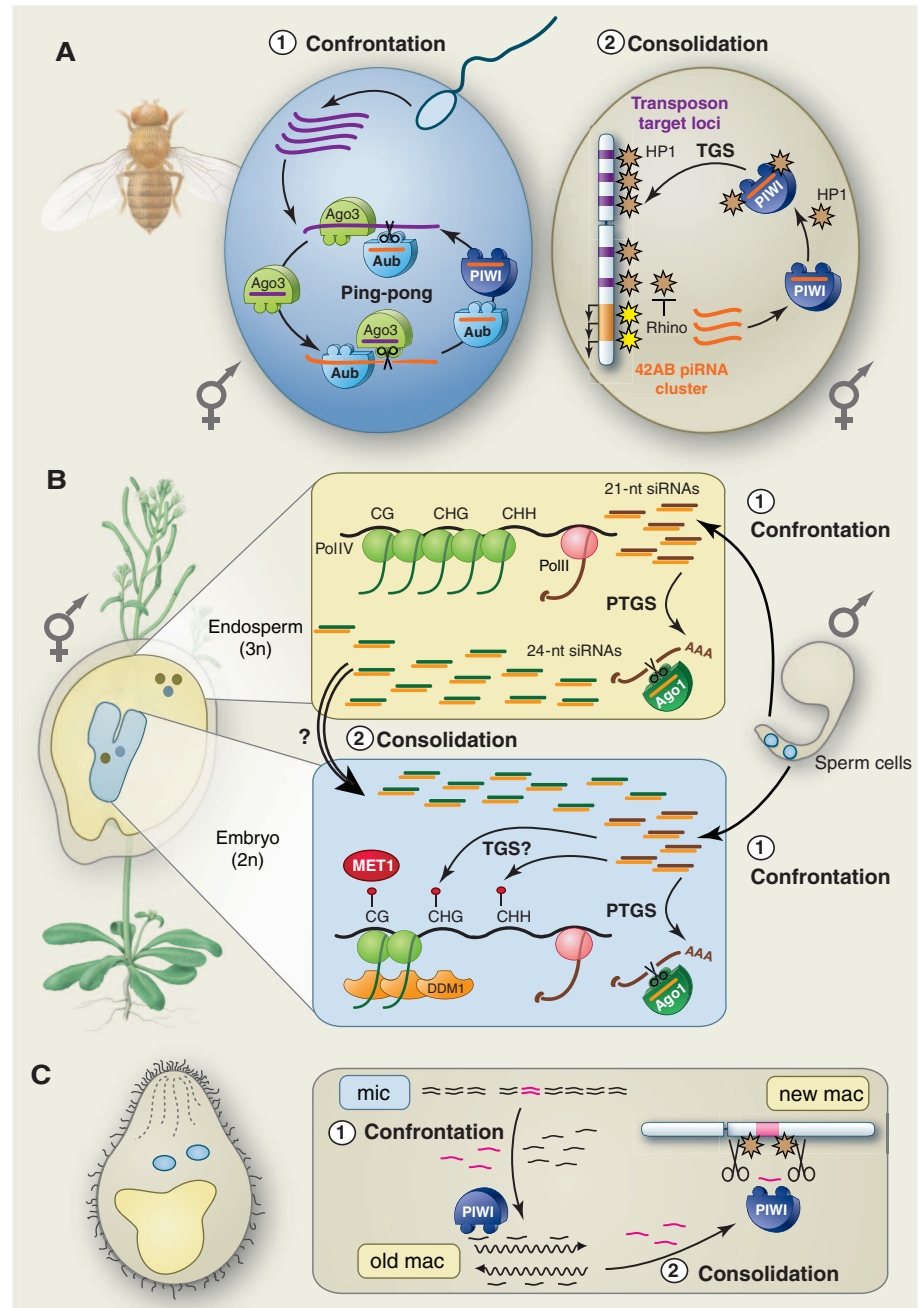 A
1 Confrontation
2 Consolidation
Transposon
target loci
HP1
TGS
PIWI
HP1
Ago3
Aub
Ago3
Ping-pong
PIWI
Aub
Ago3
Aub
PIWI
Rhino
42AB piRNA
cluster
B
21-nt siRNAs
1
Confrontation
CG CHG CHH
PolIV
PolII
PTGS
Endosperm
(3n)
24-nt siRNAs
AAA
Ago1
?
2 Consolidation
Sperm cells
Embryo
(2n)
TGS?
1
Confrontation
MET1
CG CHG CHH
PTGS
AAA
DDM1
Ago1
C
mic
new mac
1 Confrontation
PIWI
PIWI
old mac
2 Consolidation